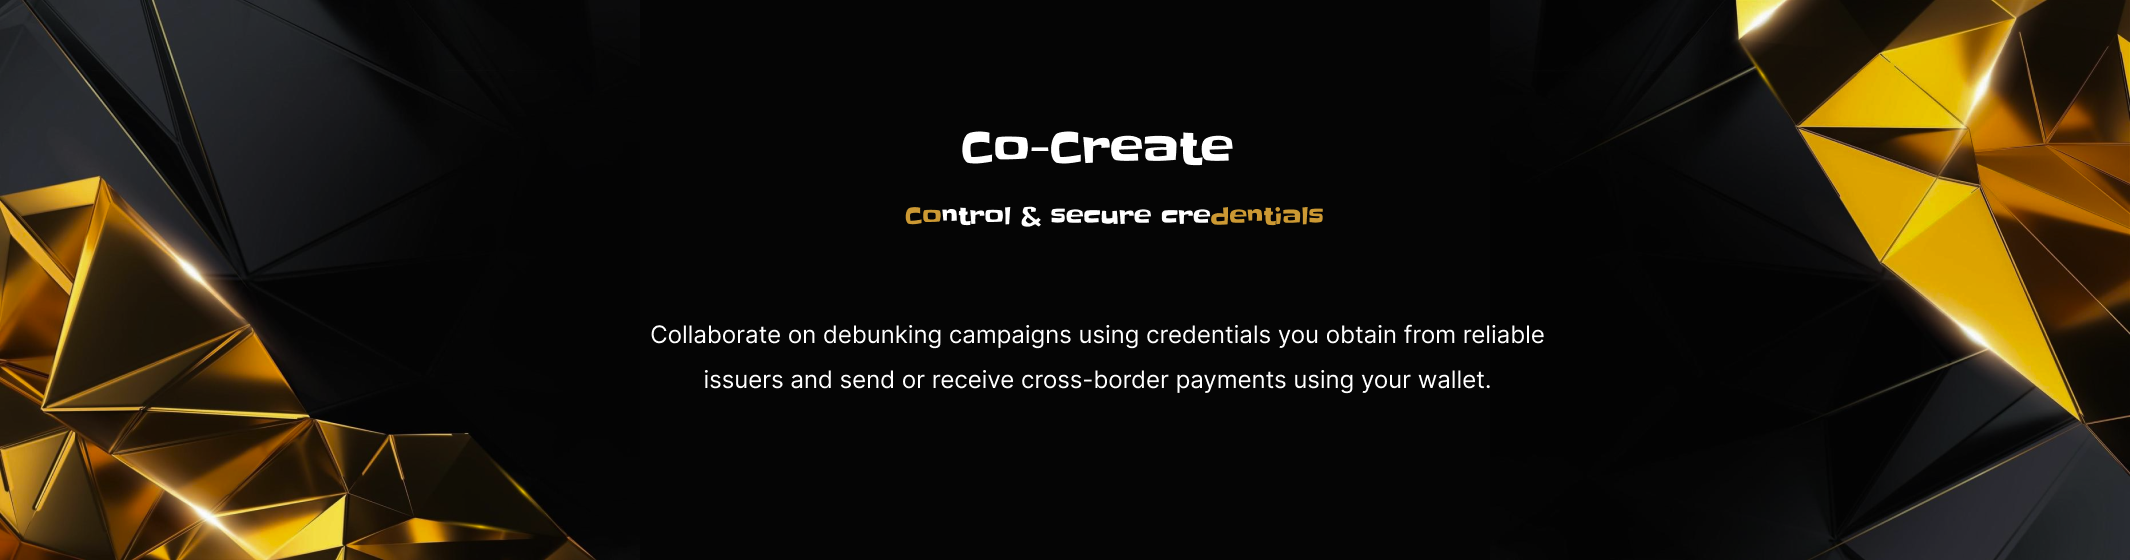 Co-Create
Control & secure credentials
Collaborate on debunking campaigns using credentials you obtain from reliable
issuers and send or receive cross-border payments using your wallet.